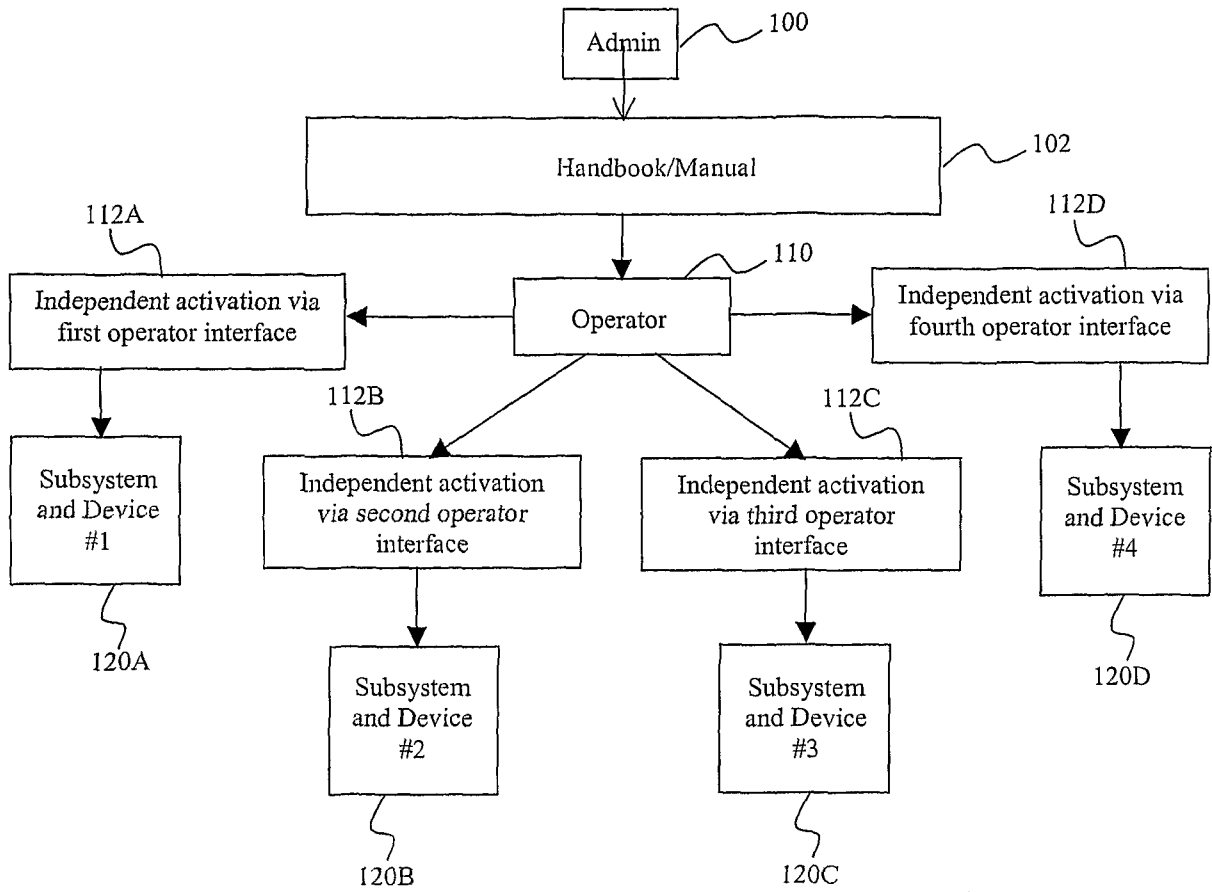 Admin
100
Handbook/Manual
102
112A
112D
110
Independent activation via
first operator interface
Operator
Independent activation via
fourth operator interface
112B
112C
Subsystem
and Device
#1
Independent activation
via second operator
interface
Independent activation
via third operator
interface
Subsystem
and Device
#4
120A
120D
Subsystem
and Device
#2
Subsystem
and Device
#3
120B
120C